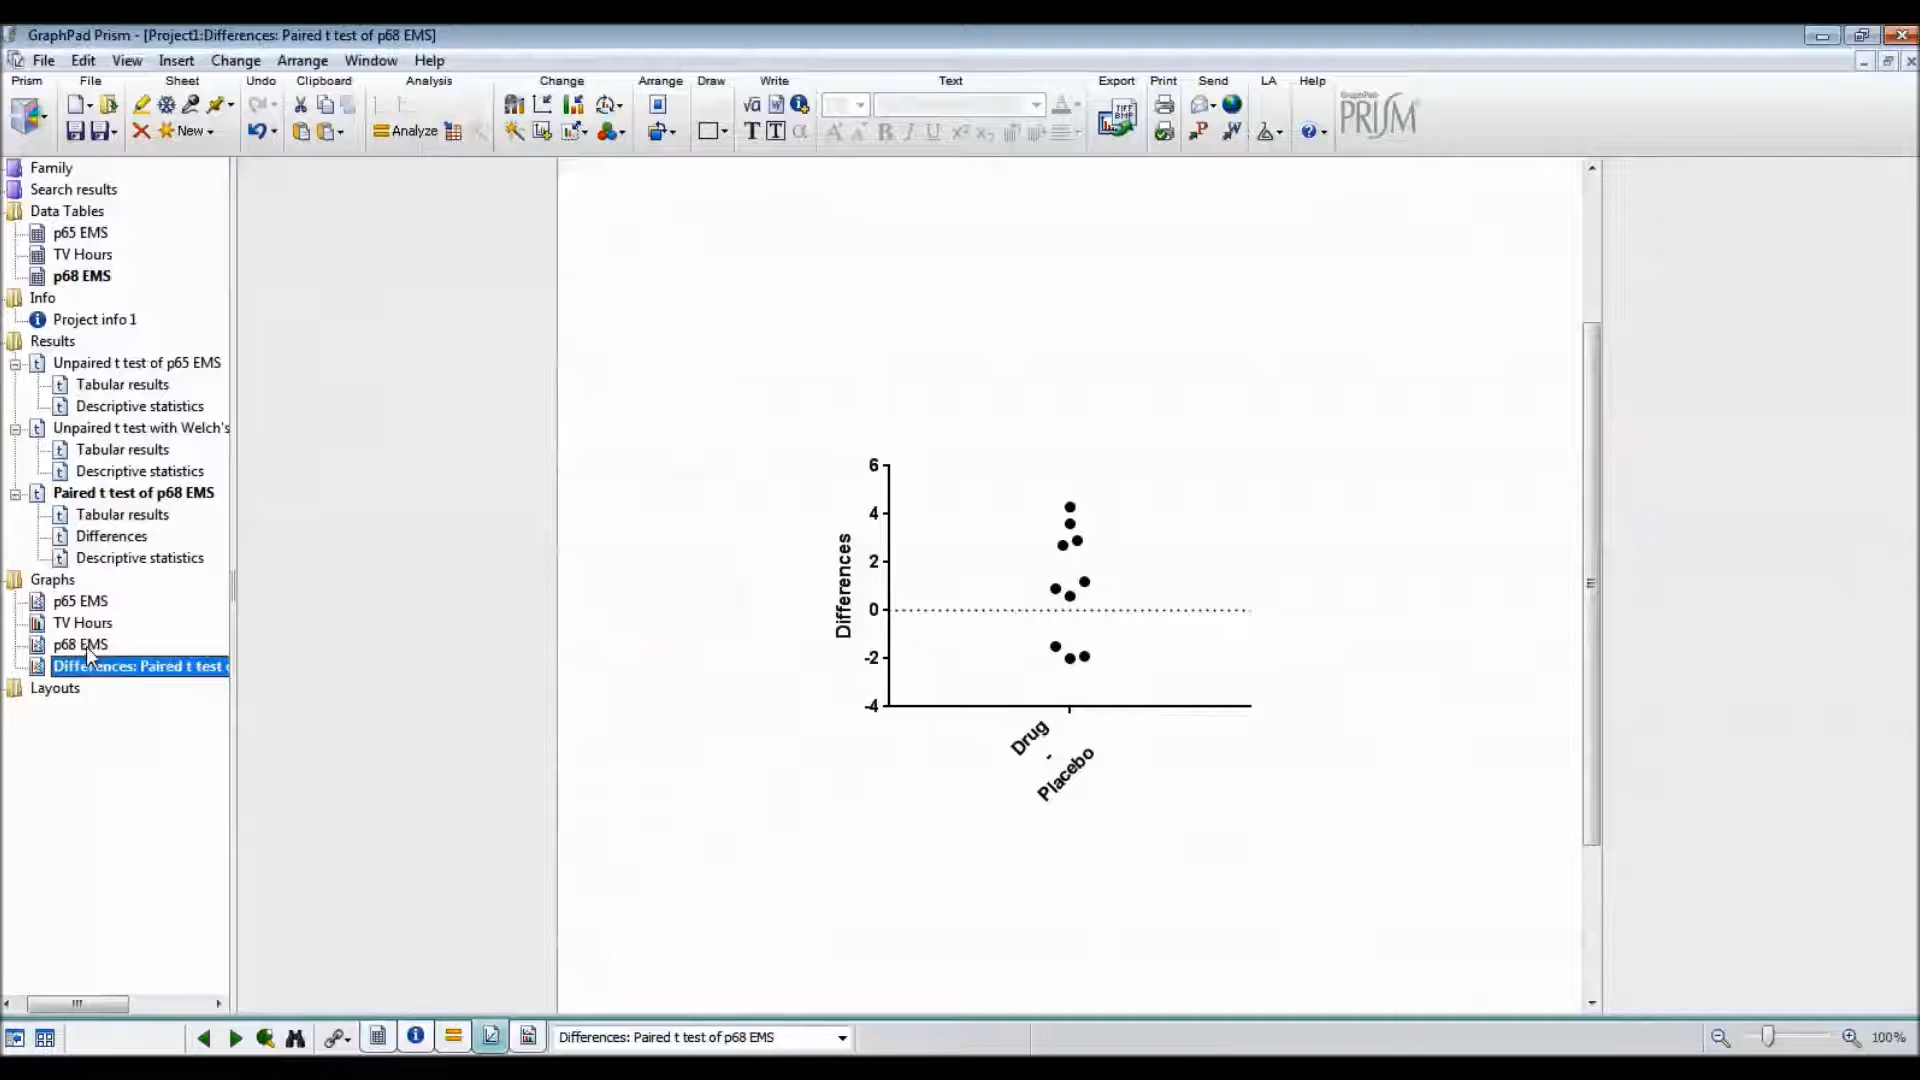 GraphPad Prism - [Project1:Differences: Paired t test of p68 EMS]
File Edit View Insert Change Arrange Window Help
Prism File Sheet Undo Clipboard Analysis Change Arrange Draw Write Text Export Print Send LA Help
New
Analyze
GraphPad
PRISM
TIFF
BMP
Family
Search results
Data Tables
p65 EMS
TV Hours
p68 EMS
Info
Project info 1
Results
Unpaired t test of p65 EMS
Tabular results
Descriptive statistics
Unpaired t test with Welch's
Tabular results
Descriptive statistics
Paired t test of p68 EMS
Tabular results
Differences
Descriptive statistics
Graphs
p65 EMS
TV Hours
p68 EMS
Differences: Paired t test
Layouts
6
4
2
0
-2
-4
Differences
Drug
-
Placebo
Differences: Paired t test of p68 EMS
100%